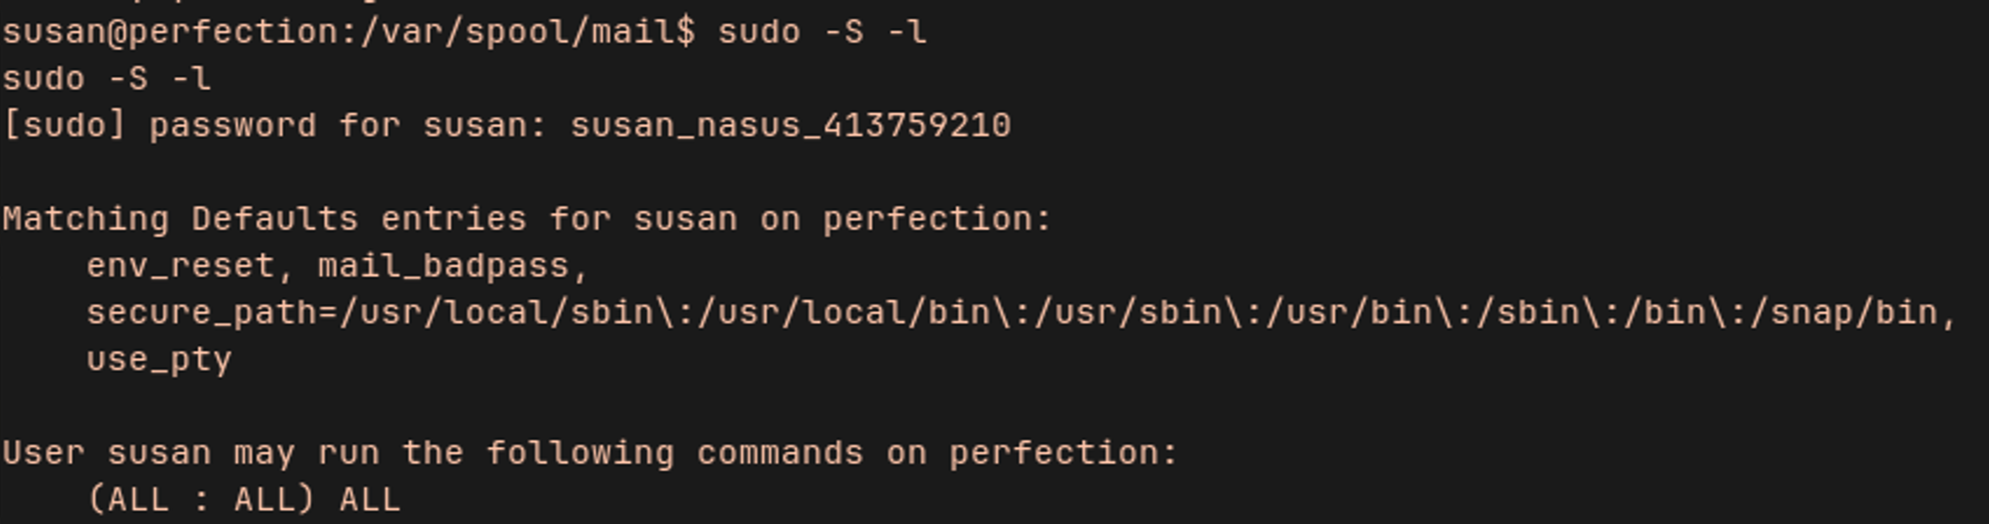 susan@perfection:/var/spool/mail$ sudo -S -l
sudo -S -l
[sudo] password for susan: susan_nasus_413759210

Matching Defaults entries for susan on perfection:
    env_reset, mail_badpass,
    secure_path=/usr/local/sbin\:/usr/local/bin\:/usr/sbin\:/usr/bin\:/sbin\:/bin\:/snap/bin,
    use_pty

User susan may run the following commands on perfection:
    (ALL : ALL) ALL